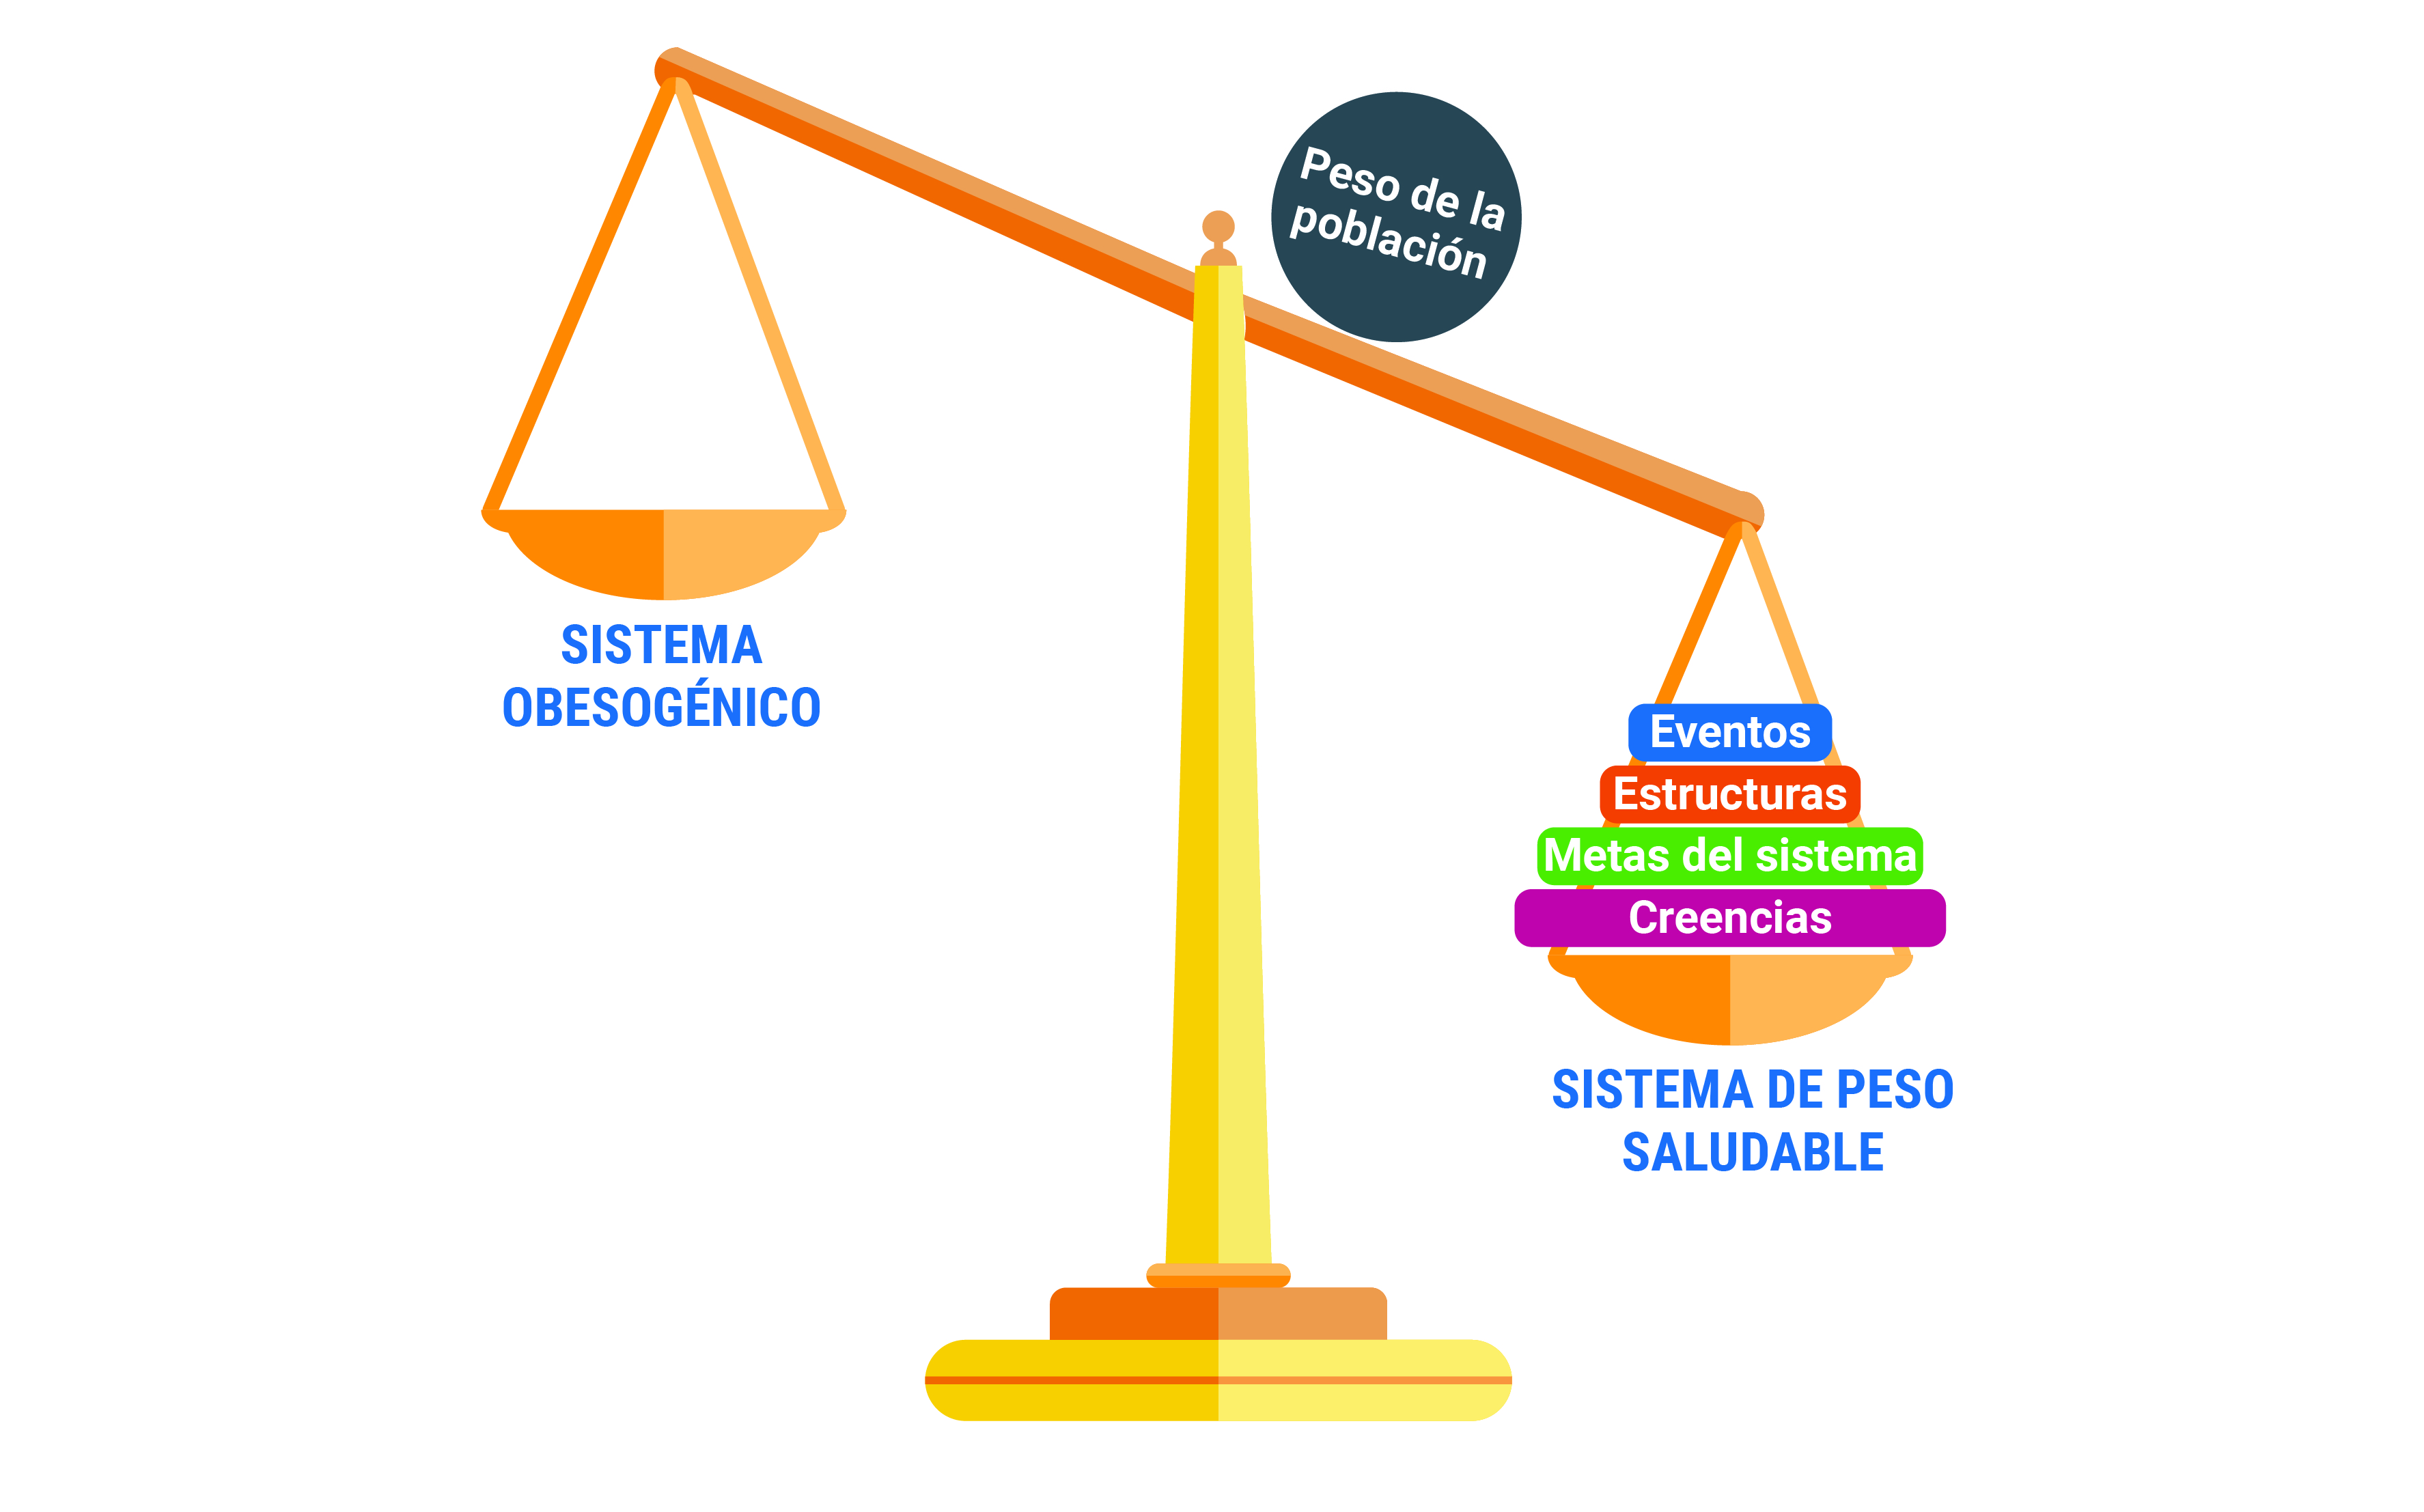 Peso de la
población
SISTEMA
OBESOGÉNICO
Eventos
Estructuras
Metas del sistema
Creencias
SISTEMA DE PESO
SALUDABLE